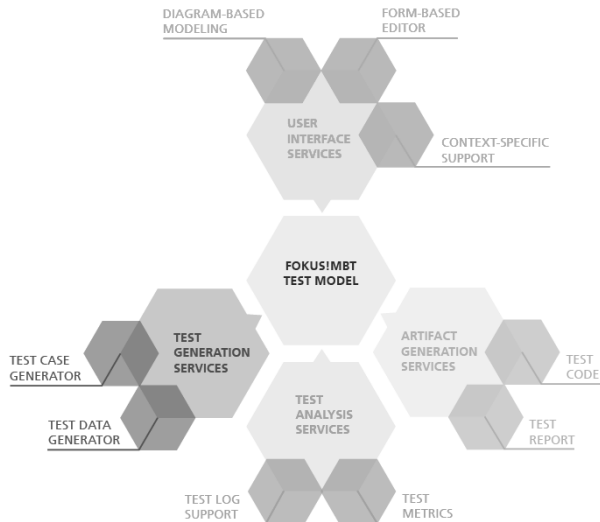 DIAGRAM-BASED
MODELING
FORM-BASED
EDITOR
USER
INTERFACE
SERVICES
CONTEXT-SPECIFIC
SUPPORT
FOKUS!MBT
TEST MODEL
TEST
GENERATION
SERVICES
ARTIFACT
GENERATION
SERVICES
TEST CASE
GENERATOR
TEST
CODE
TEST DATA
GENERATOR
TEST
ANALYSIS
SERVICES
TEST
REPORT
TEST LOG
SUPPORT
TEST
METRICS